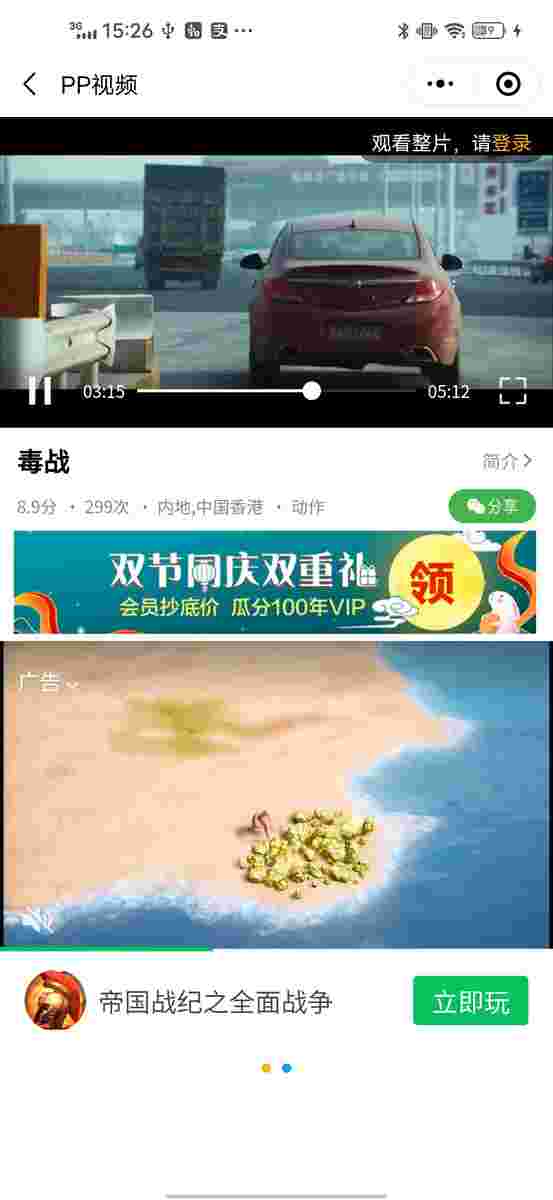 3G 15:26
PP视频
观看整片，请登录
03:15 05:12
毒战
简介
8.9分 · 299次 · 内地,中国香港 · 动作
分享
双节同庆双重礼
会员抄底价 瓜分100年VIP
领
广告
帝国战纪之全面战争
立即玩